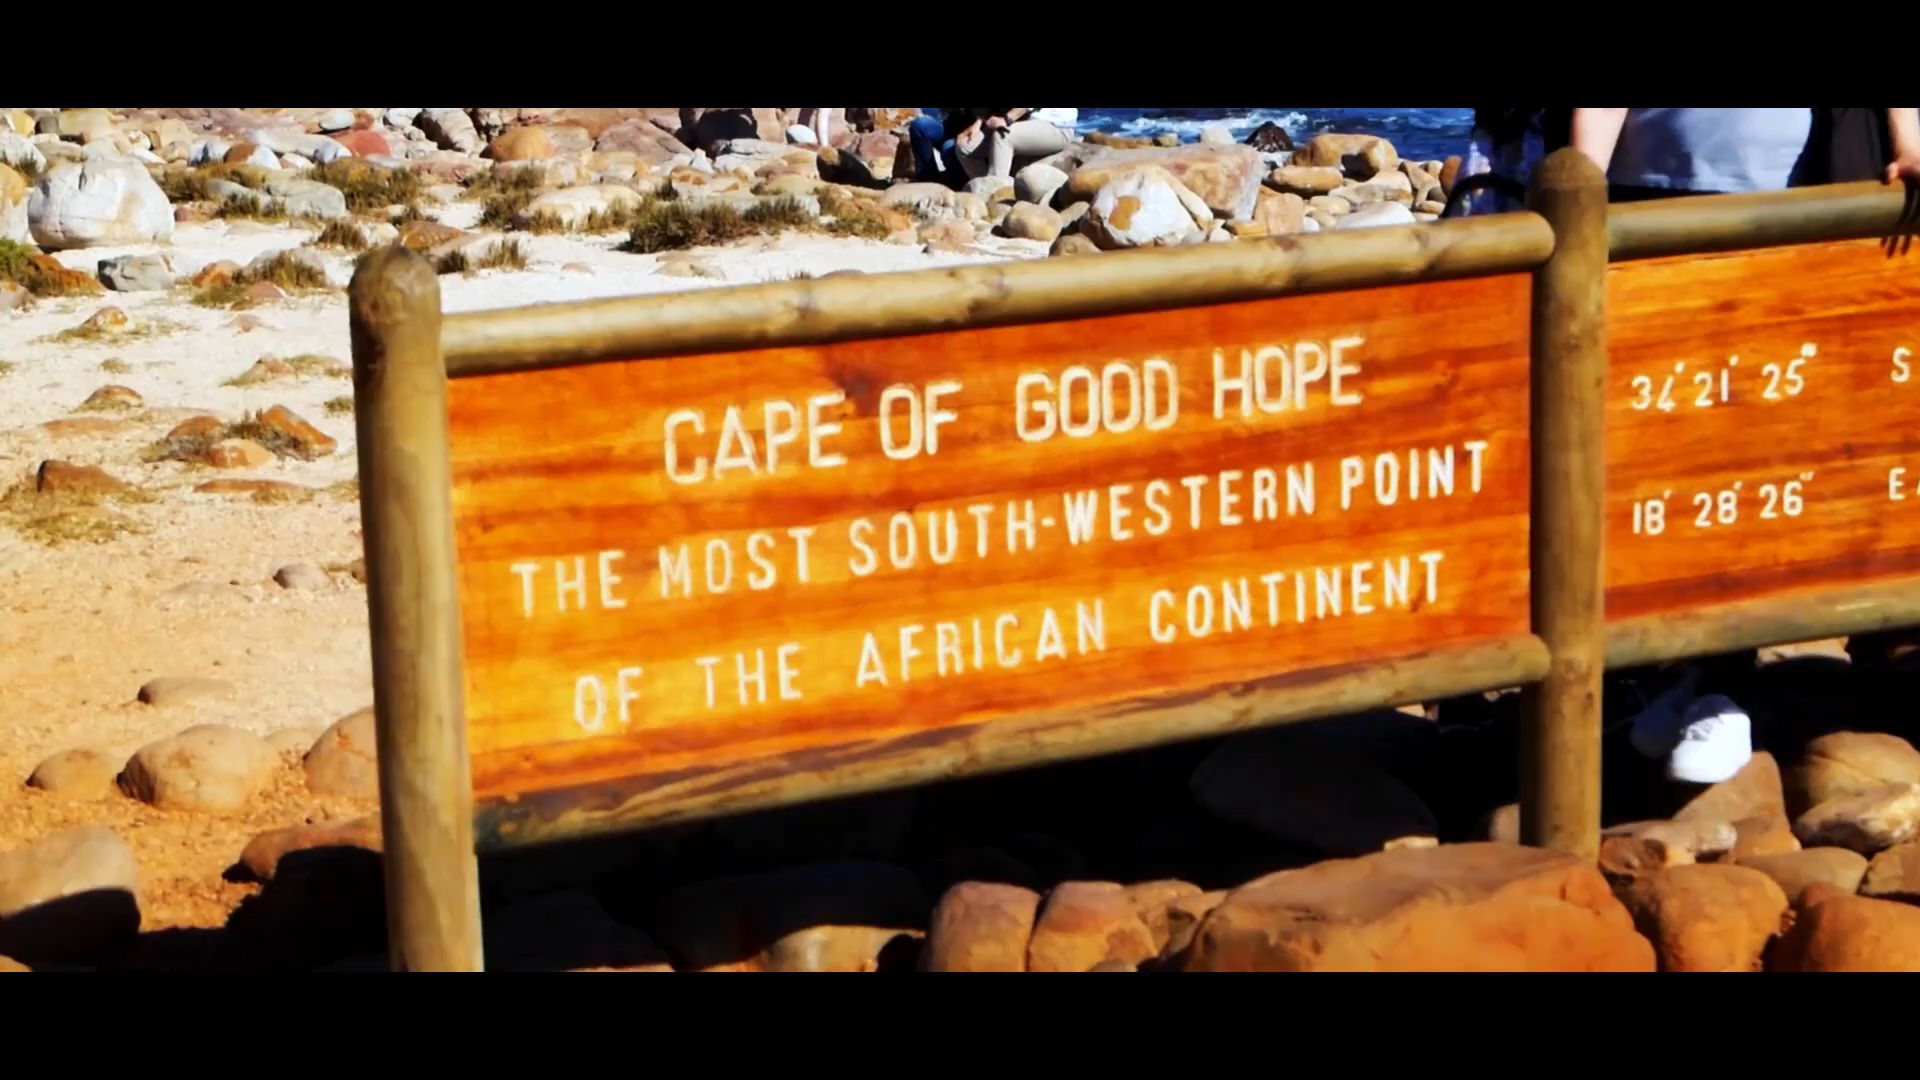 CAPE OF GOOD HOPE
THE MOST SOUTH-WESTERN POINT
OF THE AFRICAN CONTINENT
34° 21' 25" S
18° 28' 26"